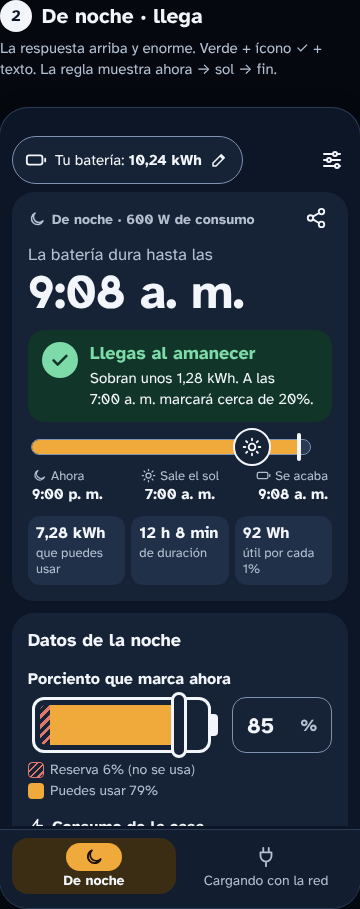 2 De noche · llega
La respuesta arriba y enorme. Verde + ícono ✓ +
texto. La regla muestra ahora → sol → fin.
Tu batería: 10,24 kWh
De noche · 600 W de consumo
La batería dura hasta las
9:08 a. m.
Llegas al amanecer
Sobran unos 1,28 kWh. A las
7:00 a. m. marcará cerca de 20%.
Ahora Sale el sol Se acaba
9:00 p. m. 7:00 a. m. 9:08 a. m.
7,28 kWh 12 h 8 min 92 Wh
que puedes de duración útil por cada
usar 1%
Datos de la noche
Porciento que marca ahora
85 %
Reserva 6% (no se usa)
Puedes usar 79%
Consumo de la casa
De noche Cargando con la red